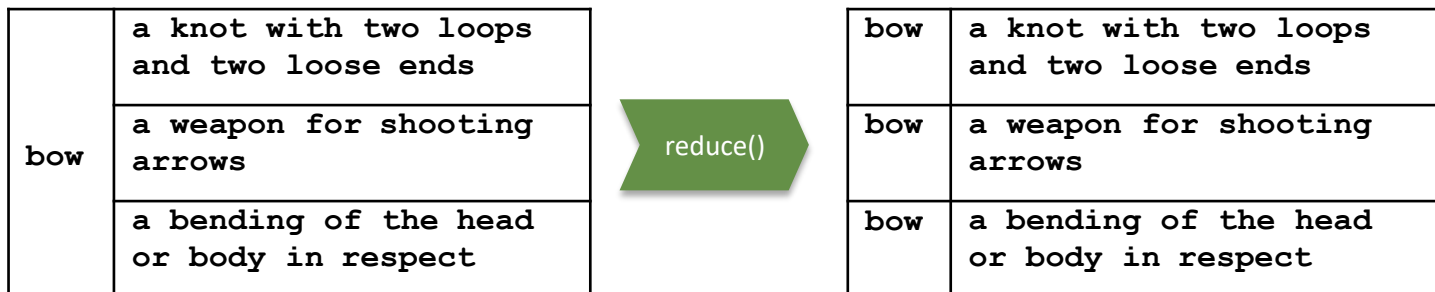 bow
a knot with two loops
and two loose ends
a weapon for shooting
arrows
a bending of the head
or body in respect
reduce()
bow
a knot with two loops
and two loose ends
bow
a weapon for shooting
arrows
bow
a bending of the head
or body in respect